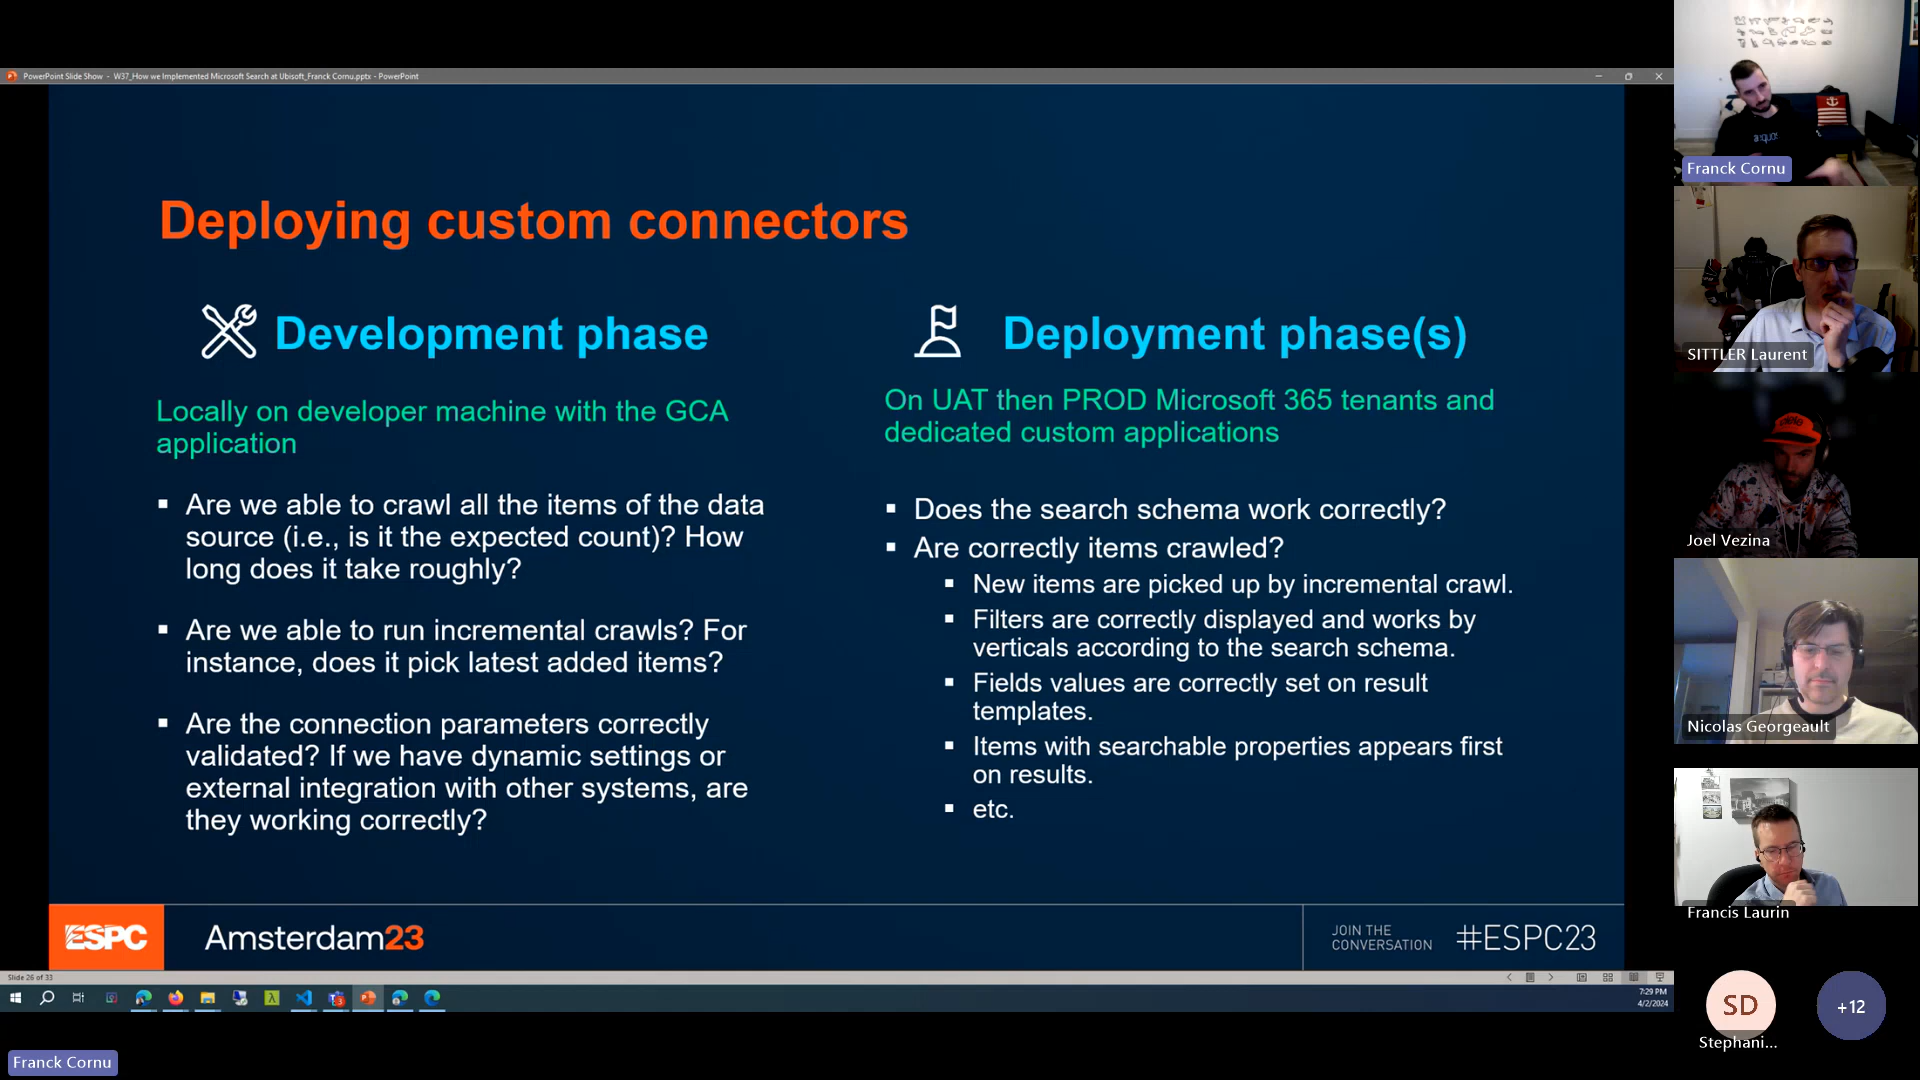 PowerPoint Slide Show - W37_How we Implemented Microsoft Search at Ubisoft_Franck Cornu.pptx - PowerPoint
Deploying custom connectors
Development phase
Locally on developer machine with the GCA
application
▪ Are we able to crawl all the items of the data
source (i.e., is it the expected count)? How
long does it take roughly?
▪ Are we able to run incremental crawls? For
instance, does it pick latest added items?
▪ Are the connection parameters correctly
validated? If we have dynamic settings or
external integration with other systems, are
they working correctly?
Deployment phase(s)
On UAT then PROD Microsoft 365 tenants and
dedicated custom applications
▪ Does the search schema work correctly?
▪ Are correctly items crawled?
▪ New items are picked up by incremental crawl.
▪ Filters are correctly displayed and works by
verticals according to the search schema.
▪ Fields values are correctly set on result
templates.
▪ Items with searchable properties appears first
on results.
▪ etc.
ESPC
Amsterdam23
JOIN THE
CONVERSATION
#ESPC23
Slide 26 of 33
7:29 PM
4/2/2024
Franck Cornu
Franck Cornu
SITTLER Laurent
Joel Vezina
Nicolas Georgeault
Francis Laurin
SD
Stephani...
+12